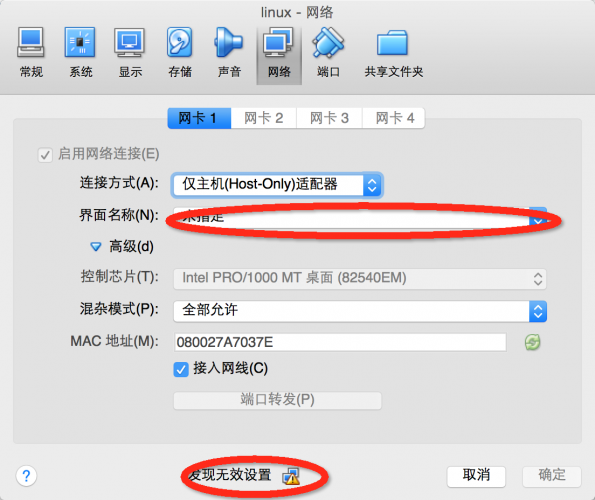 linux - 网络
常规 系统 显示 存储 声音 网络 端口 共享文件夹
网卡 1 网卡 2 网卡 3 网卡 4
启用网络连接(E)
连接方式(A): 仅主机(Host-Only)适配器
界面名称(N): 未指定
高级(d)
控制芯片(T): Intel PRO/1000 MT 桌面 (82540EM)
混杂模式(P): 全部允许
MAC 地址(M): 080027A7037E
接入网线(C)
端口转发(P)
? 发现无效设置 取消 确定